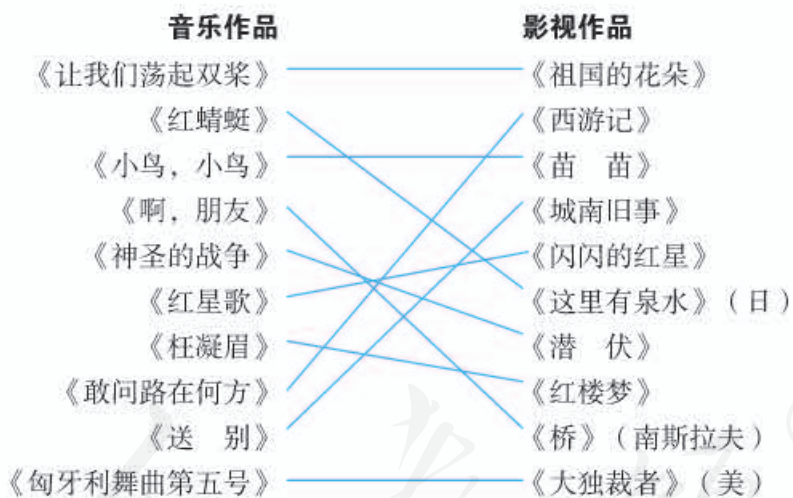 音乐作品 影视作品
《让我们荡起双桨》 《祖国的花朵》
《红蜻蜓》 《西游记》
《小鸟，小鸟》 《苗　苗》
《啊，朋友》 《城南旧事》
《神圣的战争》 《闪闪的红星》
《红星歌》 《这里有泉水》（日）
《枉凝眉》 《潜　伏》
《敢问路在何方》 《红楼梦》
《送　别》 《桥》（南斯拉夫）
《匈牙利舞曲第五号》 《大独裁者》（美）